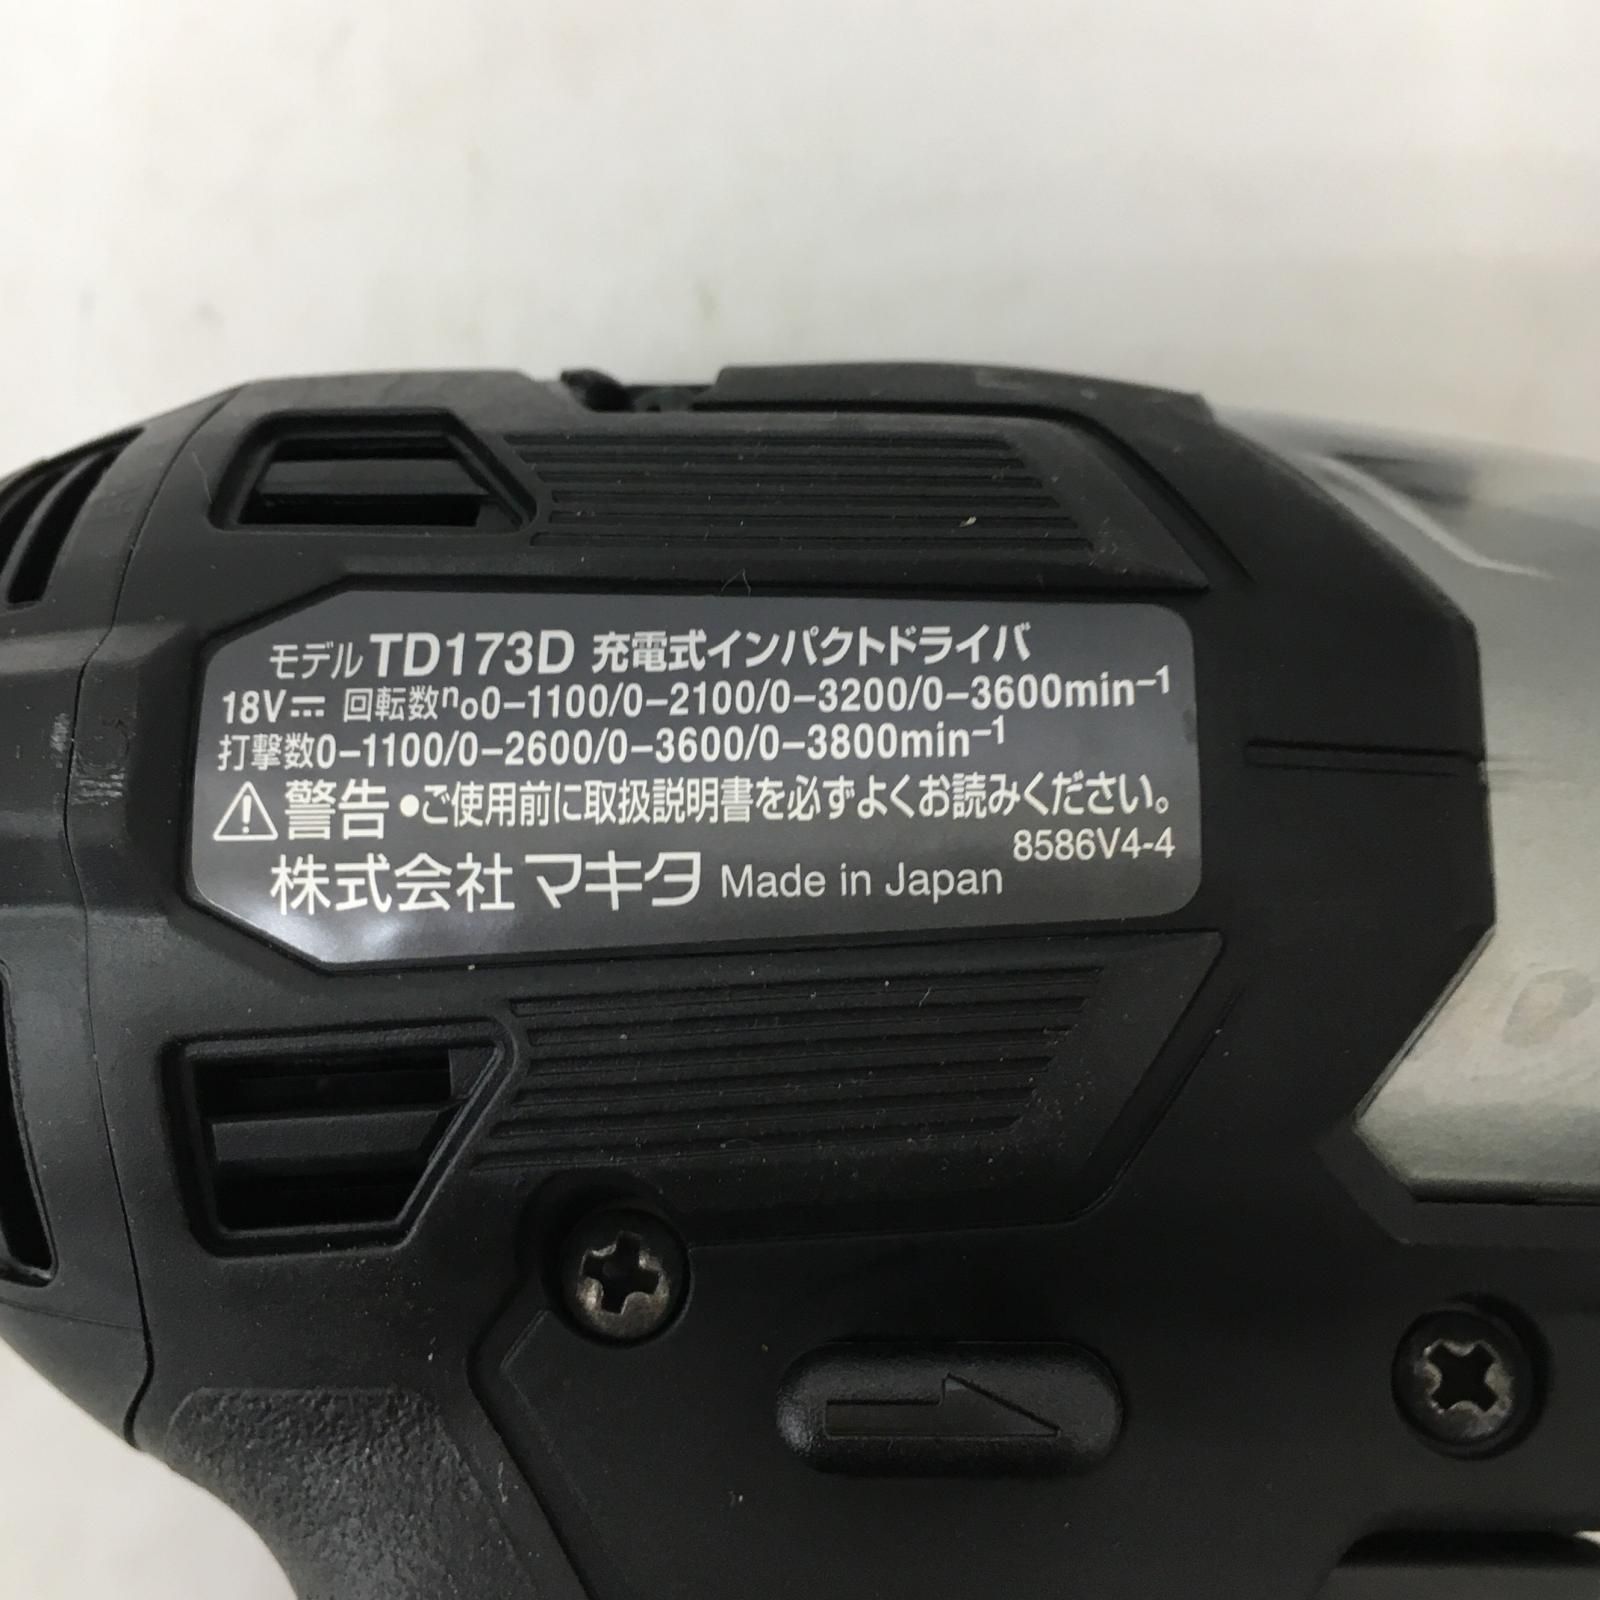 モデル TD173D 充電式インパクトドライバ
18V⎓ 回転数n₀0-1100/0-2100/0-3200/0-3600min⁻¹
打撃数0-1100/0-2600/0-3600/0-3800min⁻¹
⚠警告 ●ご使用前に取扱説明書を必ずよくお読みください。
8586V4-4
株式会社 マキタ Made in Japan